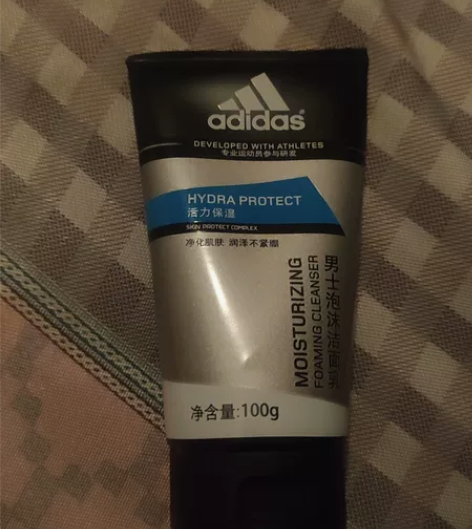 adidas
DEVELOPED WITH ATHLETES
专业运动员参与研发
HYDRA PROTECT
活力保湿
SKIN PROTECT COMPLEX
净化肌肤 润泽不紧绷
MOISTURIZING
FOAMING CLEANSER
男士泡沫洁面乳
净含量:100g